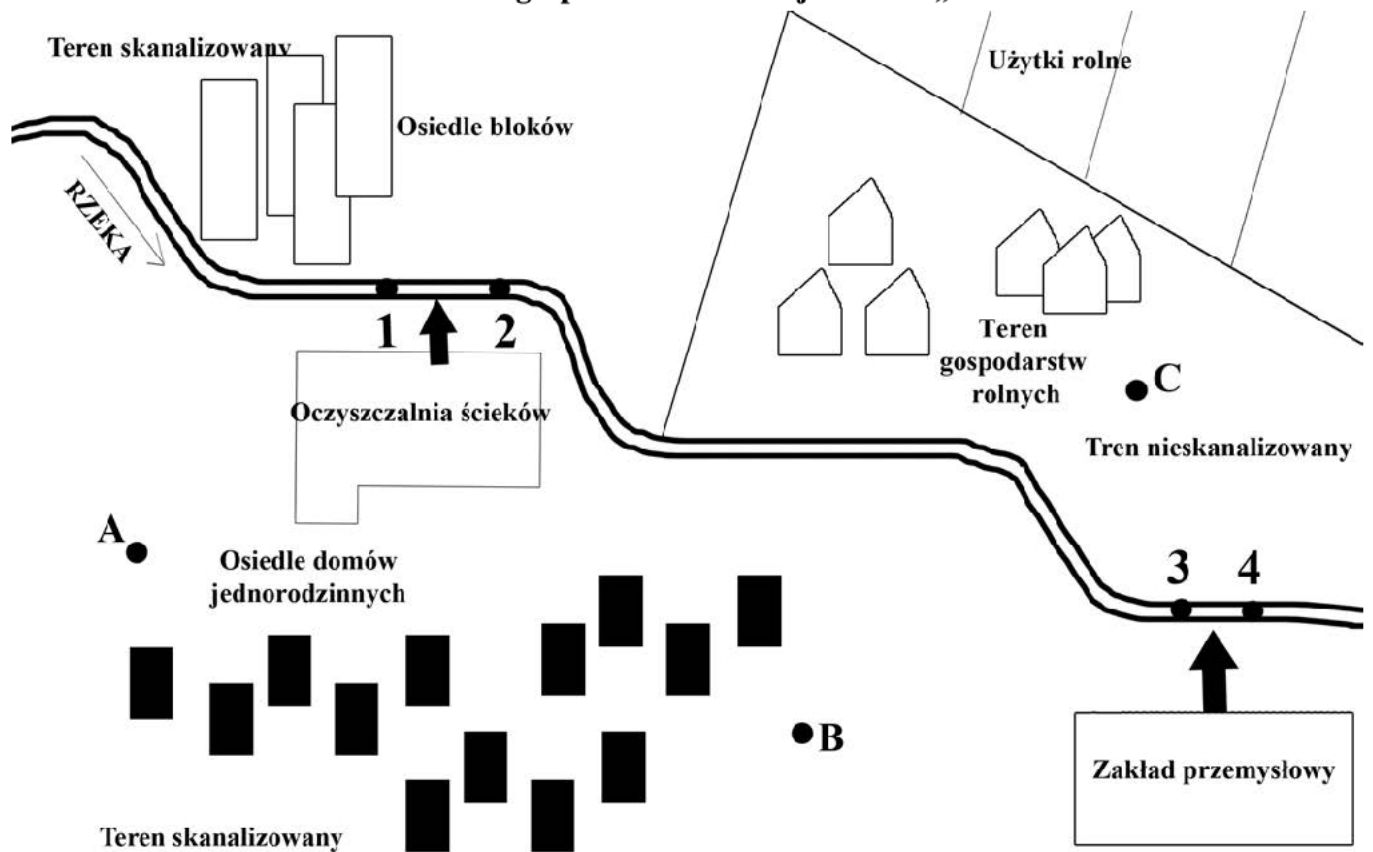 Teren skanalizowany
Użytki rolne
Osiedle bloków
RZEKA
1
2
Teren
gospodarstw
rolnych
C
Oczyszczalnia ścieków
Tren nieskanalizowany
A
Osiedle domów
jednorodzinnych
3
4
B
Zakład przemysłowy
Teren skanalizowany